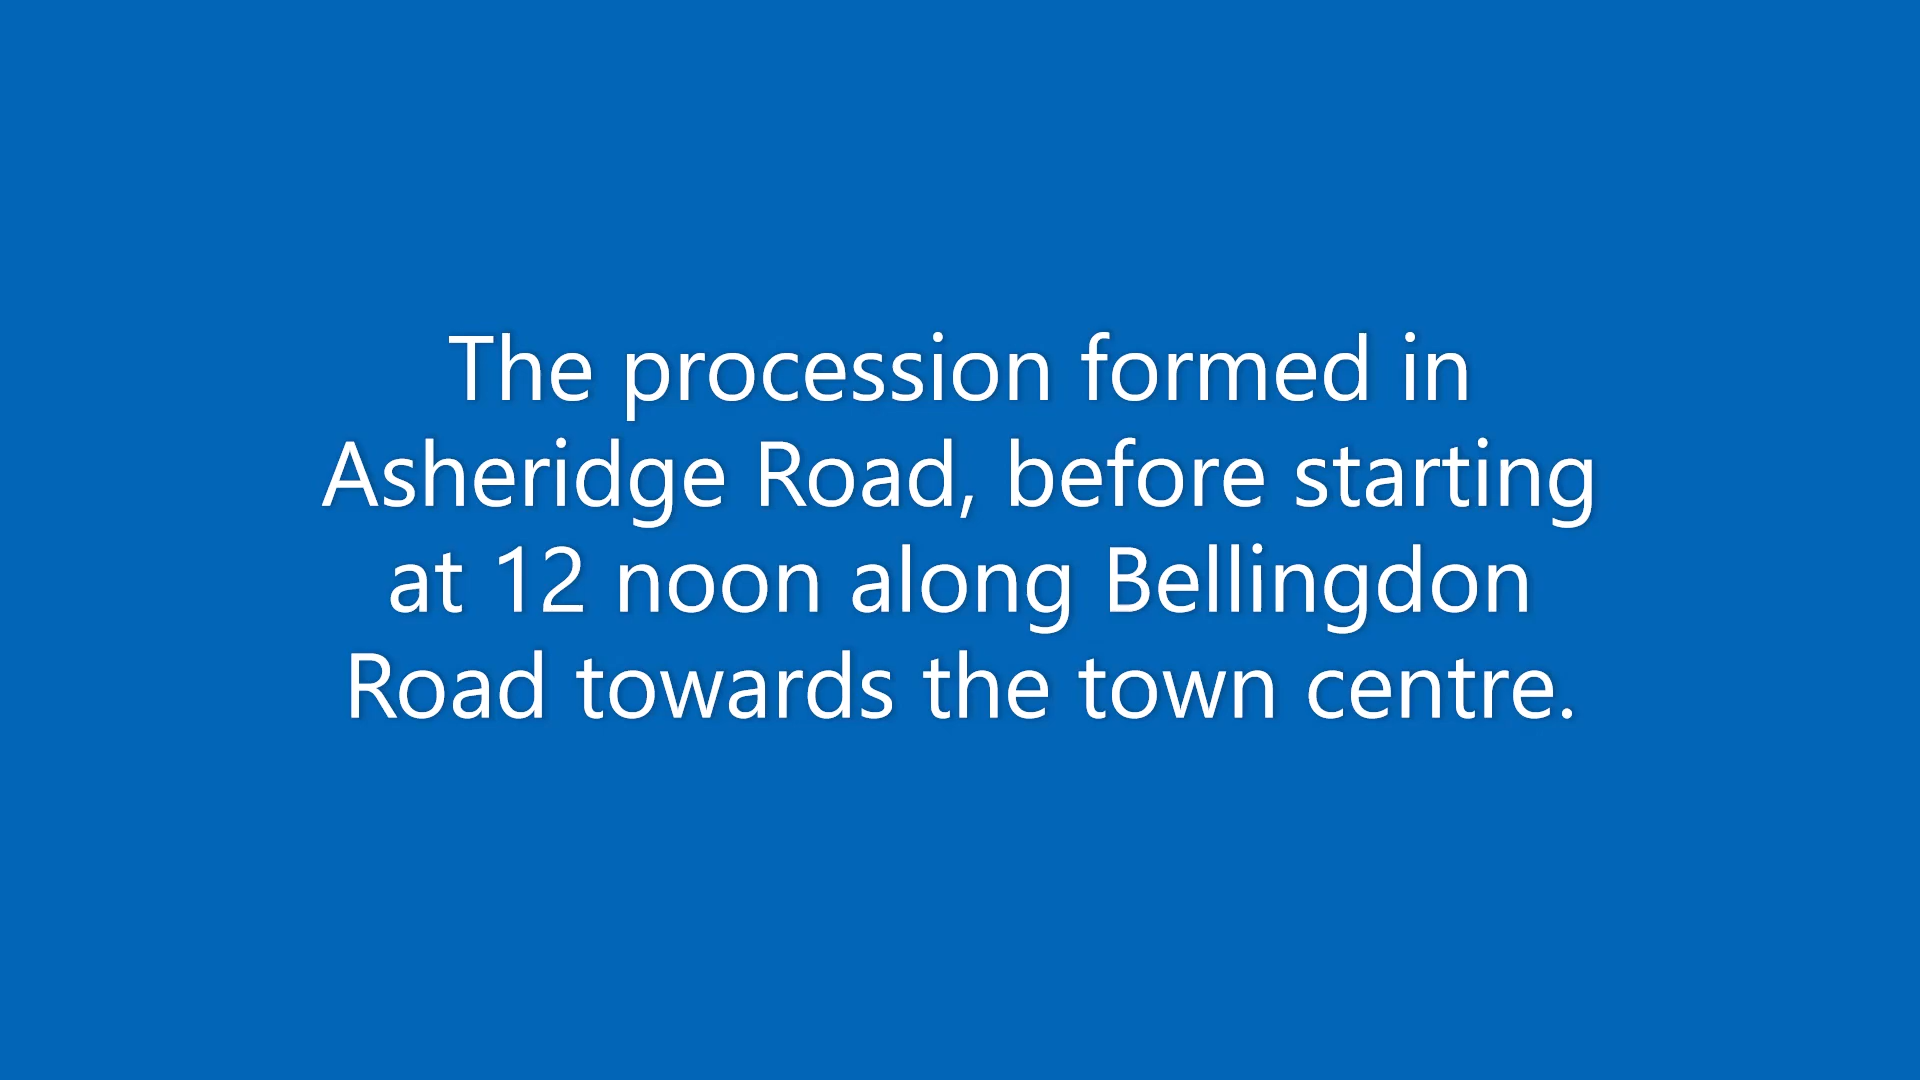 The procession formed in
Asheridge Road, before starting
at 12 noon along Bellingdon
Road towards the town centre.